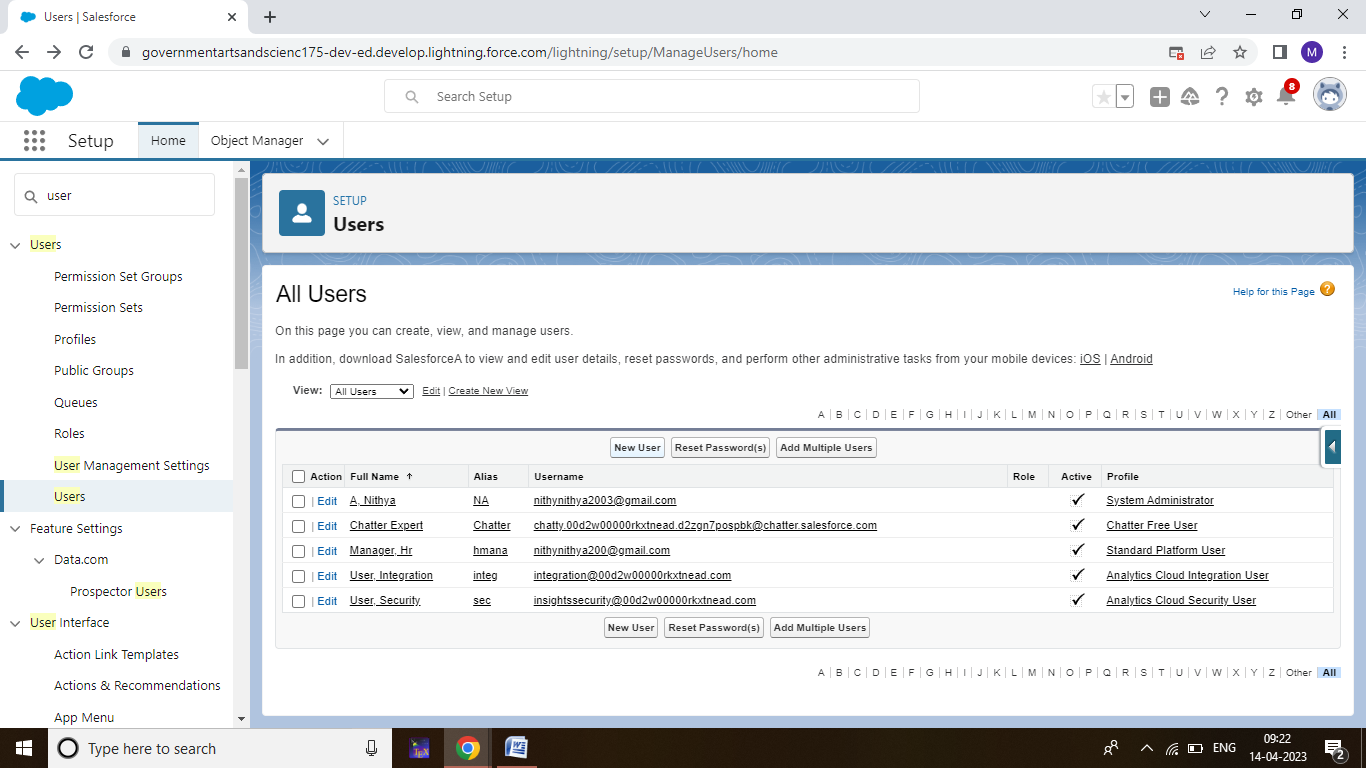 Users | Salesforce
governmentartsandscienc175-dev-ed.develop.lightning.force.com/lightning/setup/ManageUsers/home
M
Search Setup
8
Setup
Home
Object Manager
user
Users
Permission Set Groups
Permission Sets
Profiles
Public Groups
Queues
Roles
User Management Settings
Users
Feature Settings
Data.com
Prospector Users
User Interface
Action Link Templates
Actions & Recommendations
App Menu
SETUP
Users
All Users
Help for this Page ?
On this page you can create, view, and manage users.
In addition, download SalesforceA to view and edit user details, reset passwords, and perform other administrative tasks from your mobile devices: iOS | Android
View: All Users Edit | Create New View
A | B | C | D | E | F | G | H | I | J | K | L | M | N | O | P | Q | R | S | T | U | V | W | X | Y | Z | Other All
New User Reset Password(s) Add Multiple Users
Action Full Name Alias Username Role Active Profile
| Edit A, Nithya NA nithynithya2003@gmail.com System Administrator
| Edit Chatter Expert Chatter chatty.00d2w00000rkxtnead.d2zgn7pospbk@chatter.salesforce.com Chatter Free User
| Edit Manager, Hr hmana nithynithya200@gmail.com Standard Platform User
| Edit User, Integration integ integration@00d2w00000rkxtnead.com Analytics Cloud Integration User
| Edit User, Security sec insightssecurity@00d2w00000rkxtnead.com Analytics Cloud Security User
New User Reset Password(s) Add Multiple Users
A | B | C | D | E | F | G | H | I | J | K | L | M | N | O | P | Q | R | S | T | U | V | W | X | Y | Z | Other All
Type here to search
ENG
09:22
14-04-2023
2